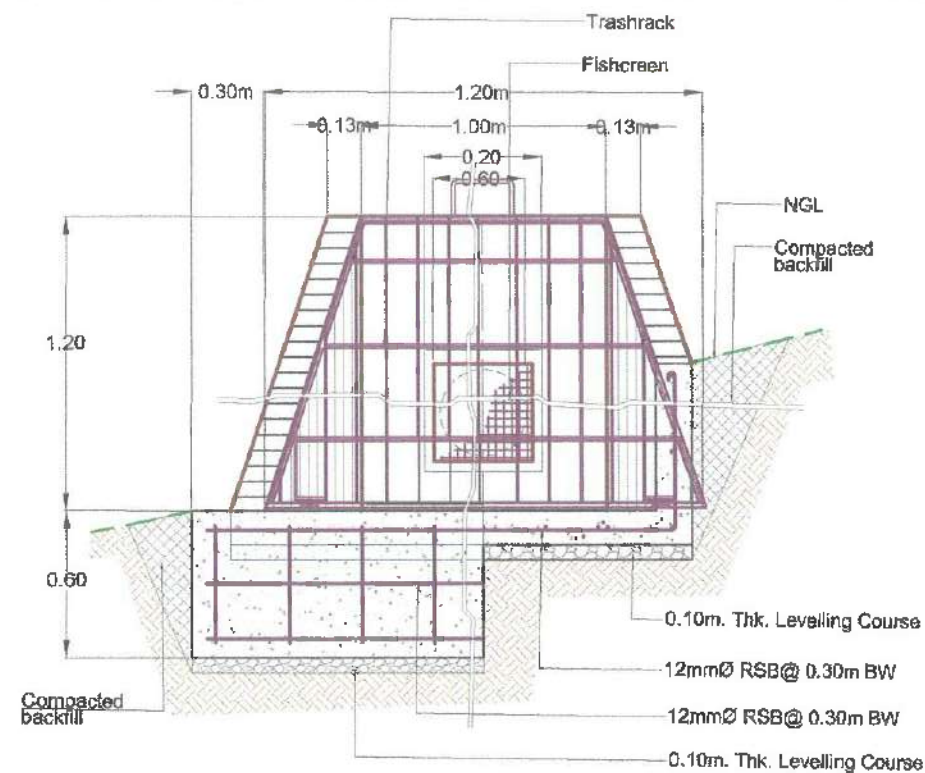 Trashrack
Fishcreen
0.30m
1.20m
0.13m
1.00m
0.13m
0.20
0.60
NGL
Compacted
backfill
1.20
0.60
0.10m. Thk. Levelling Course
12mmØ RSB@ 0.30m BW
Compacted
backfill
12mmØ RSB@ 0.30m BW
0.10m. Thk. Levelling Course